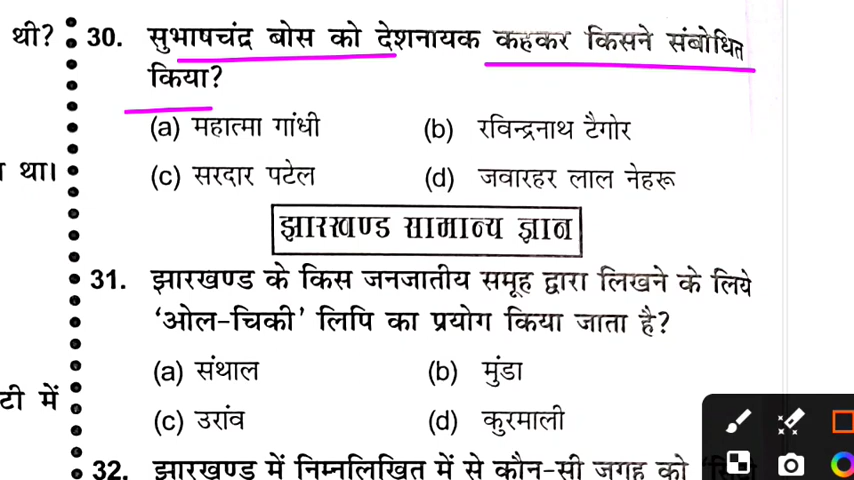 थी?
30. सुभाषचंद्र बोस को देशनायक कहकर किसने संबोधित
किया?
(a) महात्मा गांधी (b) रविन्द्रनाथ टैगोर
था।
(c) सरदार पटेल (d) जवारहर लाल नेहरू
झारखण्ड सामान्य ज्ञान
31. झारखण्ड के किस जनजातीय समूह द्वारा लिखने के लिये
'ओल-चिकी' लिपि का प्रयोग किया जाता है?
(a) संथाल (b) मुंडा
टी में
(c) उरांव (d) कुरमाली
32. झारखण्ड में निम्नलिखित में से कौन-सी जगह को